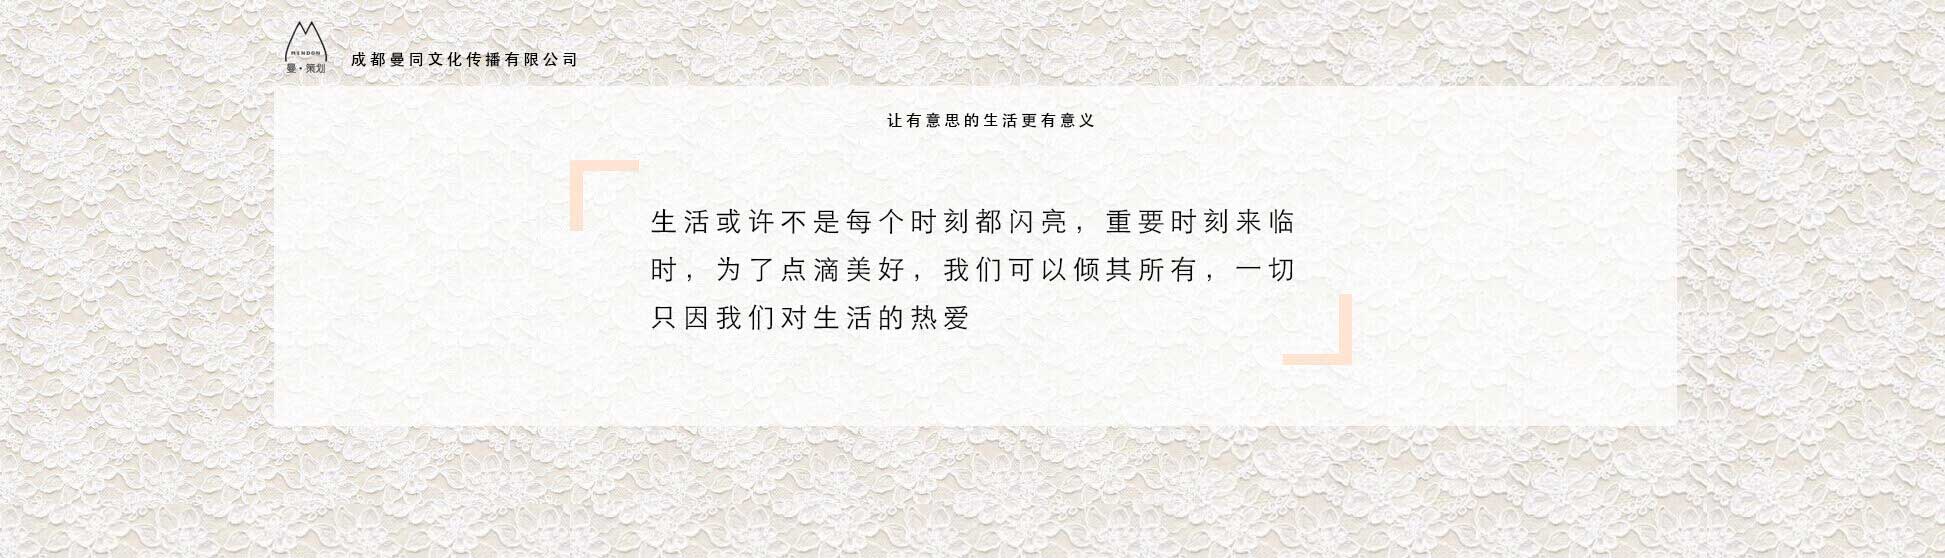 MENDON
曼·策划
成都曼同文化传播有限公司
让有意思的生活更有意义
生活或许不是每个时刻都闪亮，重要时刻来临
时，为了点滴美好，我们可以倾其所有，一切
只因我们对生活的热爱